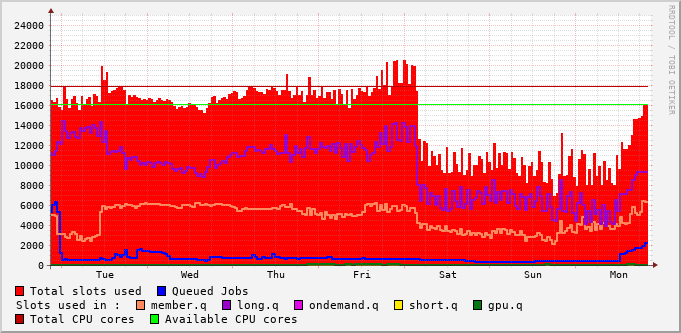 24000
22000
20000
18000
16000
14000
12000
10000
8000
6000
4000
2000
0
Tue Wed Thu Fri Sat Sun Mon
RRDTOOL / TOBI OETIKER
Total slots used Queued Jobs
Slots used in : member.q long.q ondemand.q short.q gpu.q
Total CPU cores Available CPU cores